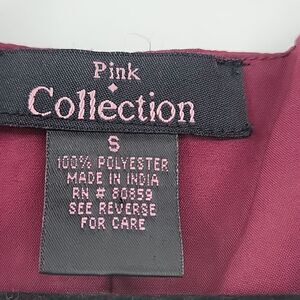 Pink
Collection
S
100% POLYESTER
MADE IN INDIA
RN # 80859
SEE REVERSE
FOR CARE